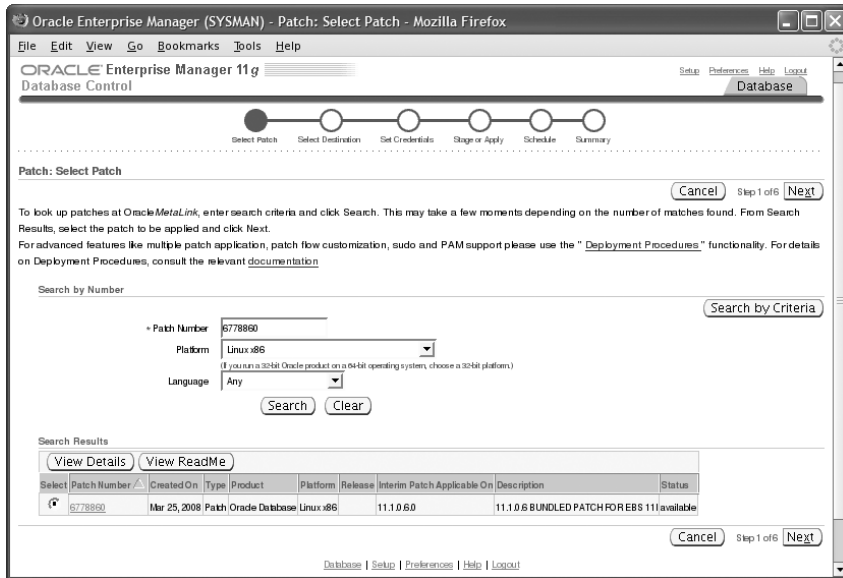 Oracle Enterprise Manager (SYSMAN) - Patch: Select Patch - Mozilla Firefox
File Edit View Go Bookmarks Tools Help
ORACLE Enterprise Manager 11g
Database Control
Setup Preferences Help Logout
Database
Select Patch Select Destination Set Credentials Stage or Apply Schedule Summary
Patch: Select Patch
Cancel Step 1 of 6 Next
To look up patches at OracleMetaLink, enter search criteria and click Search. This may take a few moments depending on the number of matches found. From Search
Results, select the patch to be applied and click Next.
For advanced features like multiple patch application, patch flow customization, sudo and PAM support please use the " Deployment Procedures " functionality. For details
on Deployment Procedures, consult the relevant documentation
Search by Number
Search by Criteria
* Patch Number 6778860
Platform Linux x86
(If you run a 32-bit Oracle product on a 64-bit operating system, choose a 32-bit platform.)
Language Any
Search Clear
Search Results
View Details View ReadMe
Select Patch Number Created On Type Product Platform Release Interim Patch Applicable On Description Status
6778860 Mar 25, 2008 Patch Oracle Database Linux x86 11.1.0.6.0 11.1.0.6 BUNDLED PATCH FOR EBS 11I available
Cancel Step 1 of 6 Next
Database | Setup | Preferences | Help | Logout